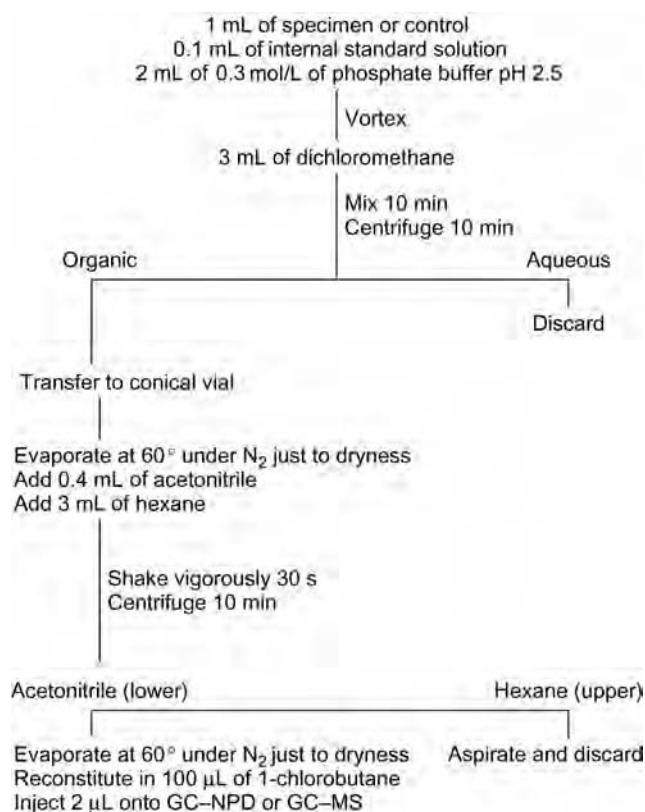 1 mL of specimen or control
0.1 mL of internal standard solution
2 mL of 0.3 mol/L of phosphate buffer pH 2.5
Vortex
3 mL of dichloromethane
Mix 10 min
Centrifuge 10 min
Organic
Aqueous
Discard
Transfer to conical vial
Evaporate at 60° under N₂ just to dryness
Add 0.4 mL of acetonitrile
Add 3 mL of hexane
Shake vigorously 30 s
Centrifuge 10 min
Acetonitrile (lower)
Hexane (upper)
Evaporate at 60° under N₂ just to dryness
Reconstitute in 100 µL of 1-chlorobutane
Inject 2 µL onto GC–NPD or GC–MS
Aspirate and discard